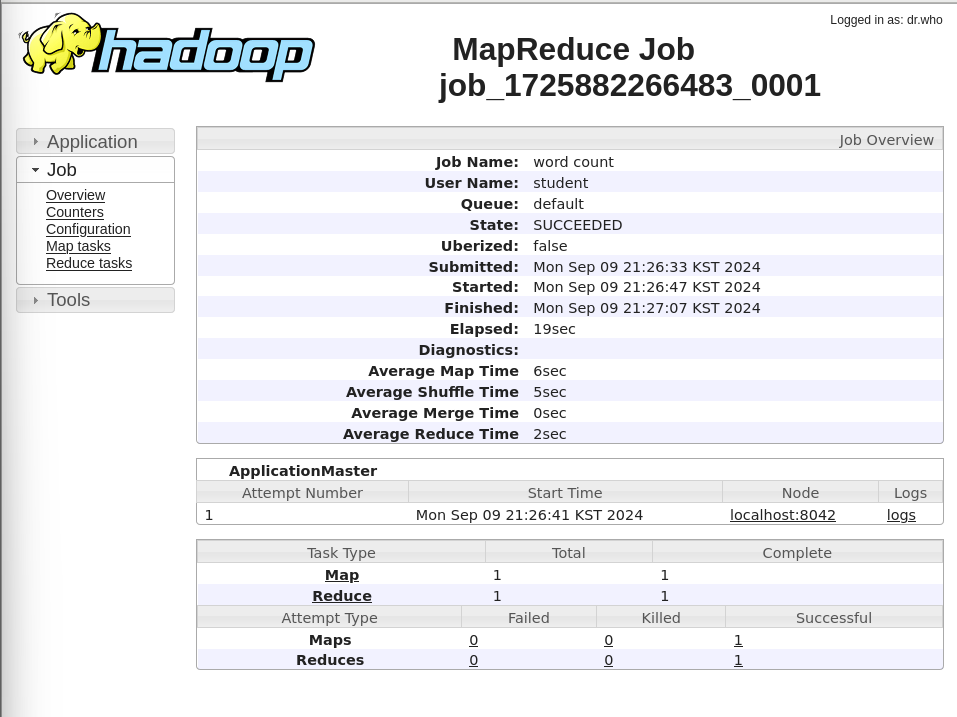 Logged in as: dr.who
hadoop
MapReduce Job
job_1725882266483_0001
Application
Job
Overview
Counters
Configuration
Map tasks
Reduce tasks
Tools
Job Overview
Job Name: word count
User Name: student
Queue: default
State: SUCCEEDED
Uberized: false
Submitted: Mon Sep 09 21:26:33 KST 2024
Started: Mon Sep 09 21:26:47 KST 2024
Finished: Mon Sep 09 21:27:07 KST 2024
Elapsed: 19sec
Diagnostics:
Average Map Time 6sec
Average Shuffle Time 5sec
Average Merge Time 0sec
Average Reduce Time 2sec
ApplicationMaster
Attempt Number Start Time Node Logs
1 Mon Sep 09 21:26:41 KST 2024 localhost:8042 logs
Task Type Total Complete
Map 1 1
Reduce 1 1
Attempt Type Failed Killed Successful
Maps 0 0 1
Reduces 0 0 1